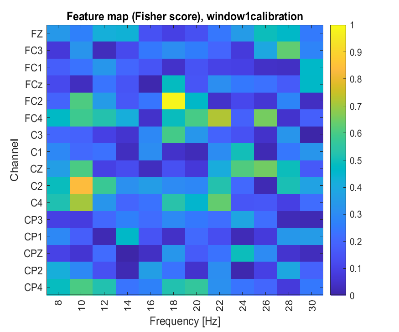 Feature map (Fisher score), window1calibration
FZ
FC3
FC1
FCz
FC2
FC4
C3
C1
CZ
C2
C4
CP3
CP1
CPZ
CP2
CP4
Channel
8 10 12 14 16 18 20 22 24 26 28 30
Frequency [Hz]
1
0.9
0.8
0.7
0.6
0.5
0.4
0.3
0.2
0.1
0